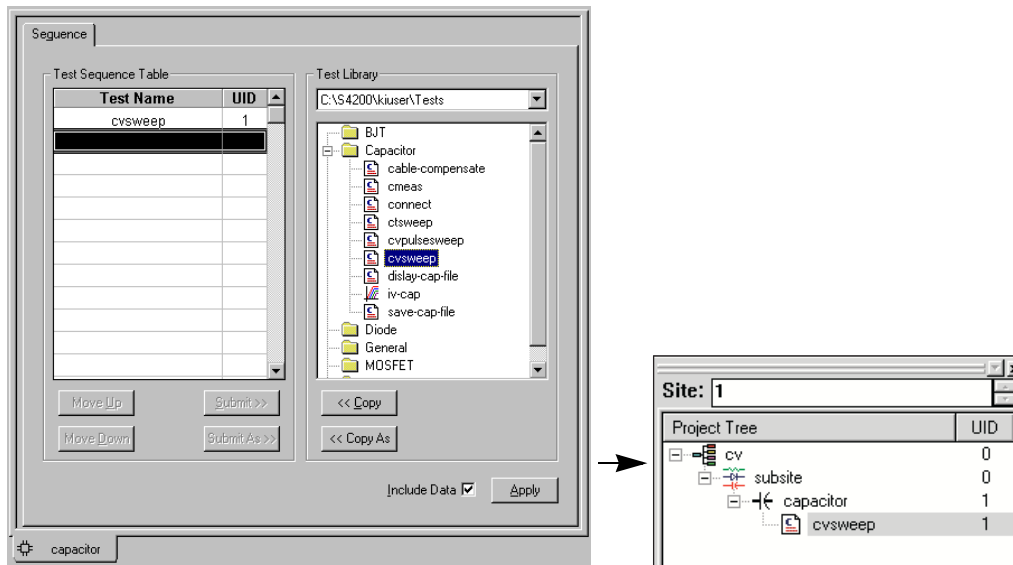 Sequence
Test Sequence Table
Test Name UID
cvsweep 1
Move Up
Submit >>
Move Down
Submit As >>
Test Library
C:\S4200\kiuser\Tests
BJT
Capacitor
cable-compensate
cmeas
connect
ctsweep
cvpulsesweep
cvsweep
dislay-cap-file
iv-cap
save-cap-file
Diode
General
MOSFET
<< Copy
<< Copy As
Include Data
Apply
capacitor
Site: 1
Project Tree UID
cv 0
subsite 0
capacitor 1
cvsweep 1